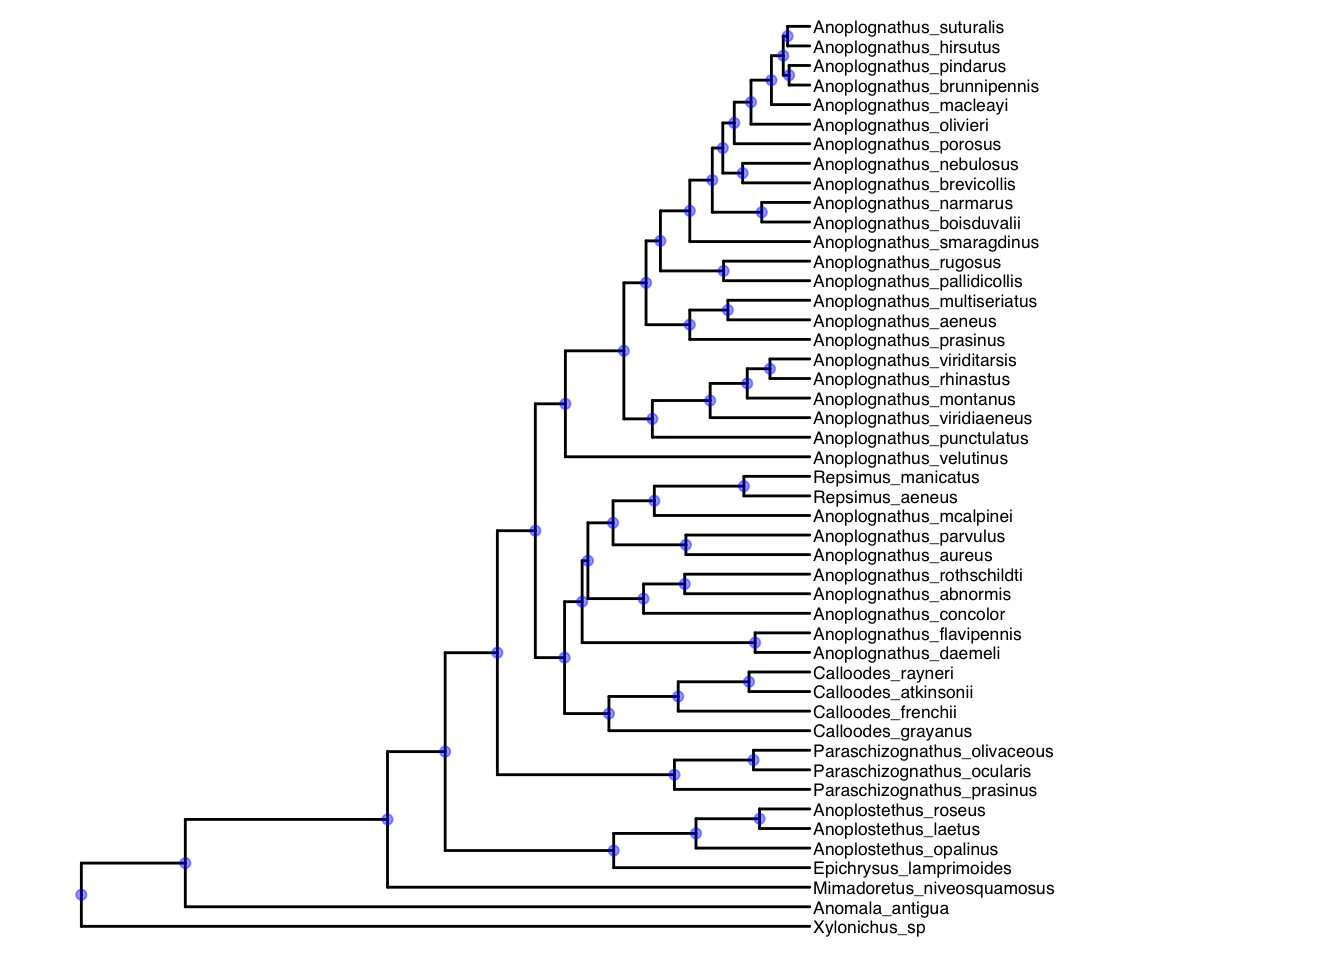 Anoplognathus_suturalis
Anoplognathus_hirsutus
Anoplognathus_pindarus
Anoplognathus_brunnipennis
Anoplognathus_macleayi
Anoplognathus_olivieri
Anoplognathus_porosus
Anoplognathus_nebulosus
Anoplognathus_brevicollis
Anoplognathus_narmarus
Anoplognathus_boisduvalii
Anoplognathus_smaragdinus
Anoplognathus_rugosus
Anoplognathus_pallidicollis
Anoplognathus_multiseriatus
Anoplognathus_aeneus
Anoplognathus_prasinus
Anoplognathus_viriditarsis
Anoplognathus_rhinastus
Anoplognathus_montanus
Anoplognathus_viridiaeneus
Anoplognathus_punctulatus
Anoplognathus_velutinus
Repsimus_manicatus
Repsimus_aeneus
Anoplognathus_mcalpinei
Anoplognathus_parvulus
Anoplognathus_aureus
Anoplognathus_rothschildti
Anoplognathus_abnormis
Anoplognathus_concolor
Anoplognathus_flavipennis
Anoplognathus_daemeli
Calloodes_rayneri
Calloodes_atkinsonii
Calloodes_frenchii
Calloodes_grayanus
Paraschizognathus_olivaceous
Paraschizognathus_ocularis
Paraschizognathus_prasinus
Anoplostethus_roseus
Anoplostethus_laetus
Anoplostethus_opalinus
Epichrysus_lamprimoides
Mimadoretus_niveosquamosus
Anomala_antigua
Xylonichus_sp